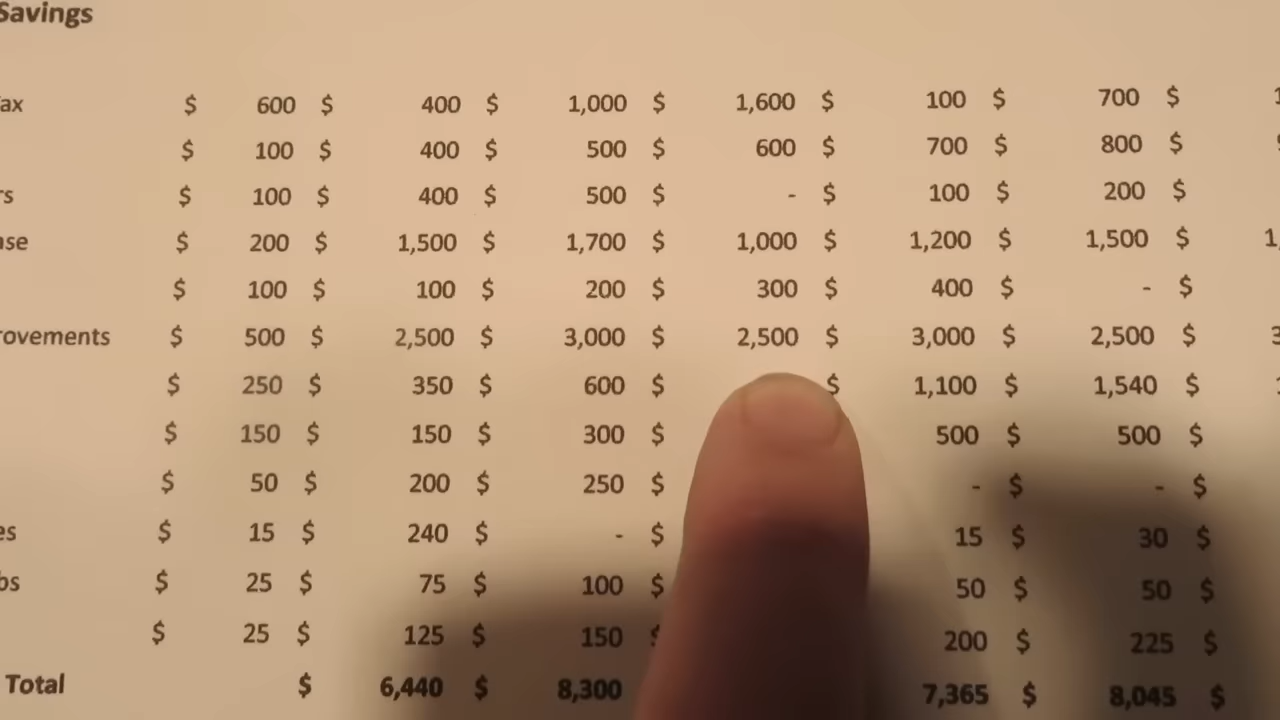 Savings
ax $ 600 $ 400 $ 1,000 $ 1,600 $ 100 $ 700 $
$ 100 $ 400 $ 500 $ 600 $ 700 $ 800 $
rs $ 100 $ 400 $ 500 $ - $ 100 $ 200 $
ase $ 200 $ 1,500 $ 1,700 $ 1,000 $ 1,200 $ 1,500 $ 1,
$ 100 $ 100 $ 200 $ 300 $ 400 $ - $
rovements $ 500 $ 2,500 $ 3,000 $ 2,500 $ 3,000 $ 2,500 $ 3
$ 250 $ 350 $ 600 $ $ 1,100 $ 1,540 $
$ 150 $ 150 $ 300 $ 500 $ 500 $
$ 50 $ 200 $ 250 $ - $ - $
es $ 15 $ 240 $ - $ 15 $ 30 $
bs $ 25 $ 75 $ 100 $ 50 $ 50 $
$ 25 $ 125 $ 150 $ 200 $ 225 $
Total $ 6,440 $ 8,300 7,365 $ 8,045 $